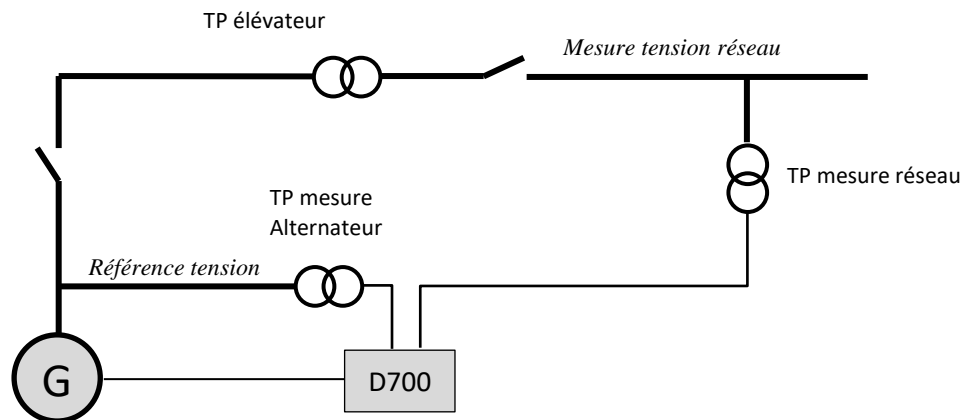 TP élévateur
Mesure tension réseau
TP mesure réseau
TP mesure
Alternateur
Référence tension
G
D700